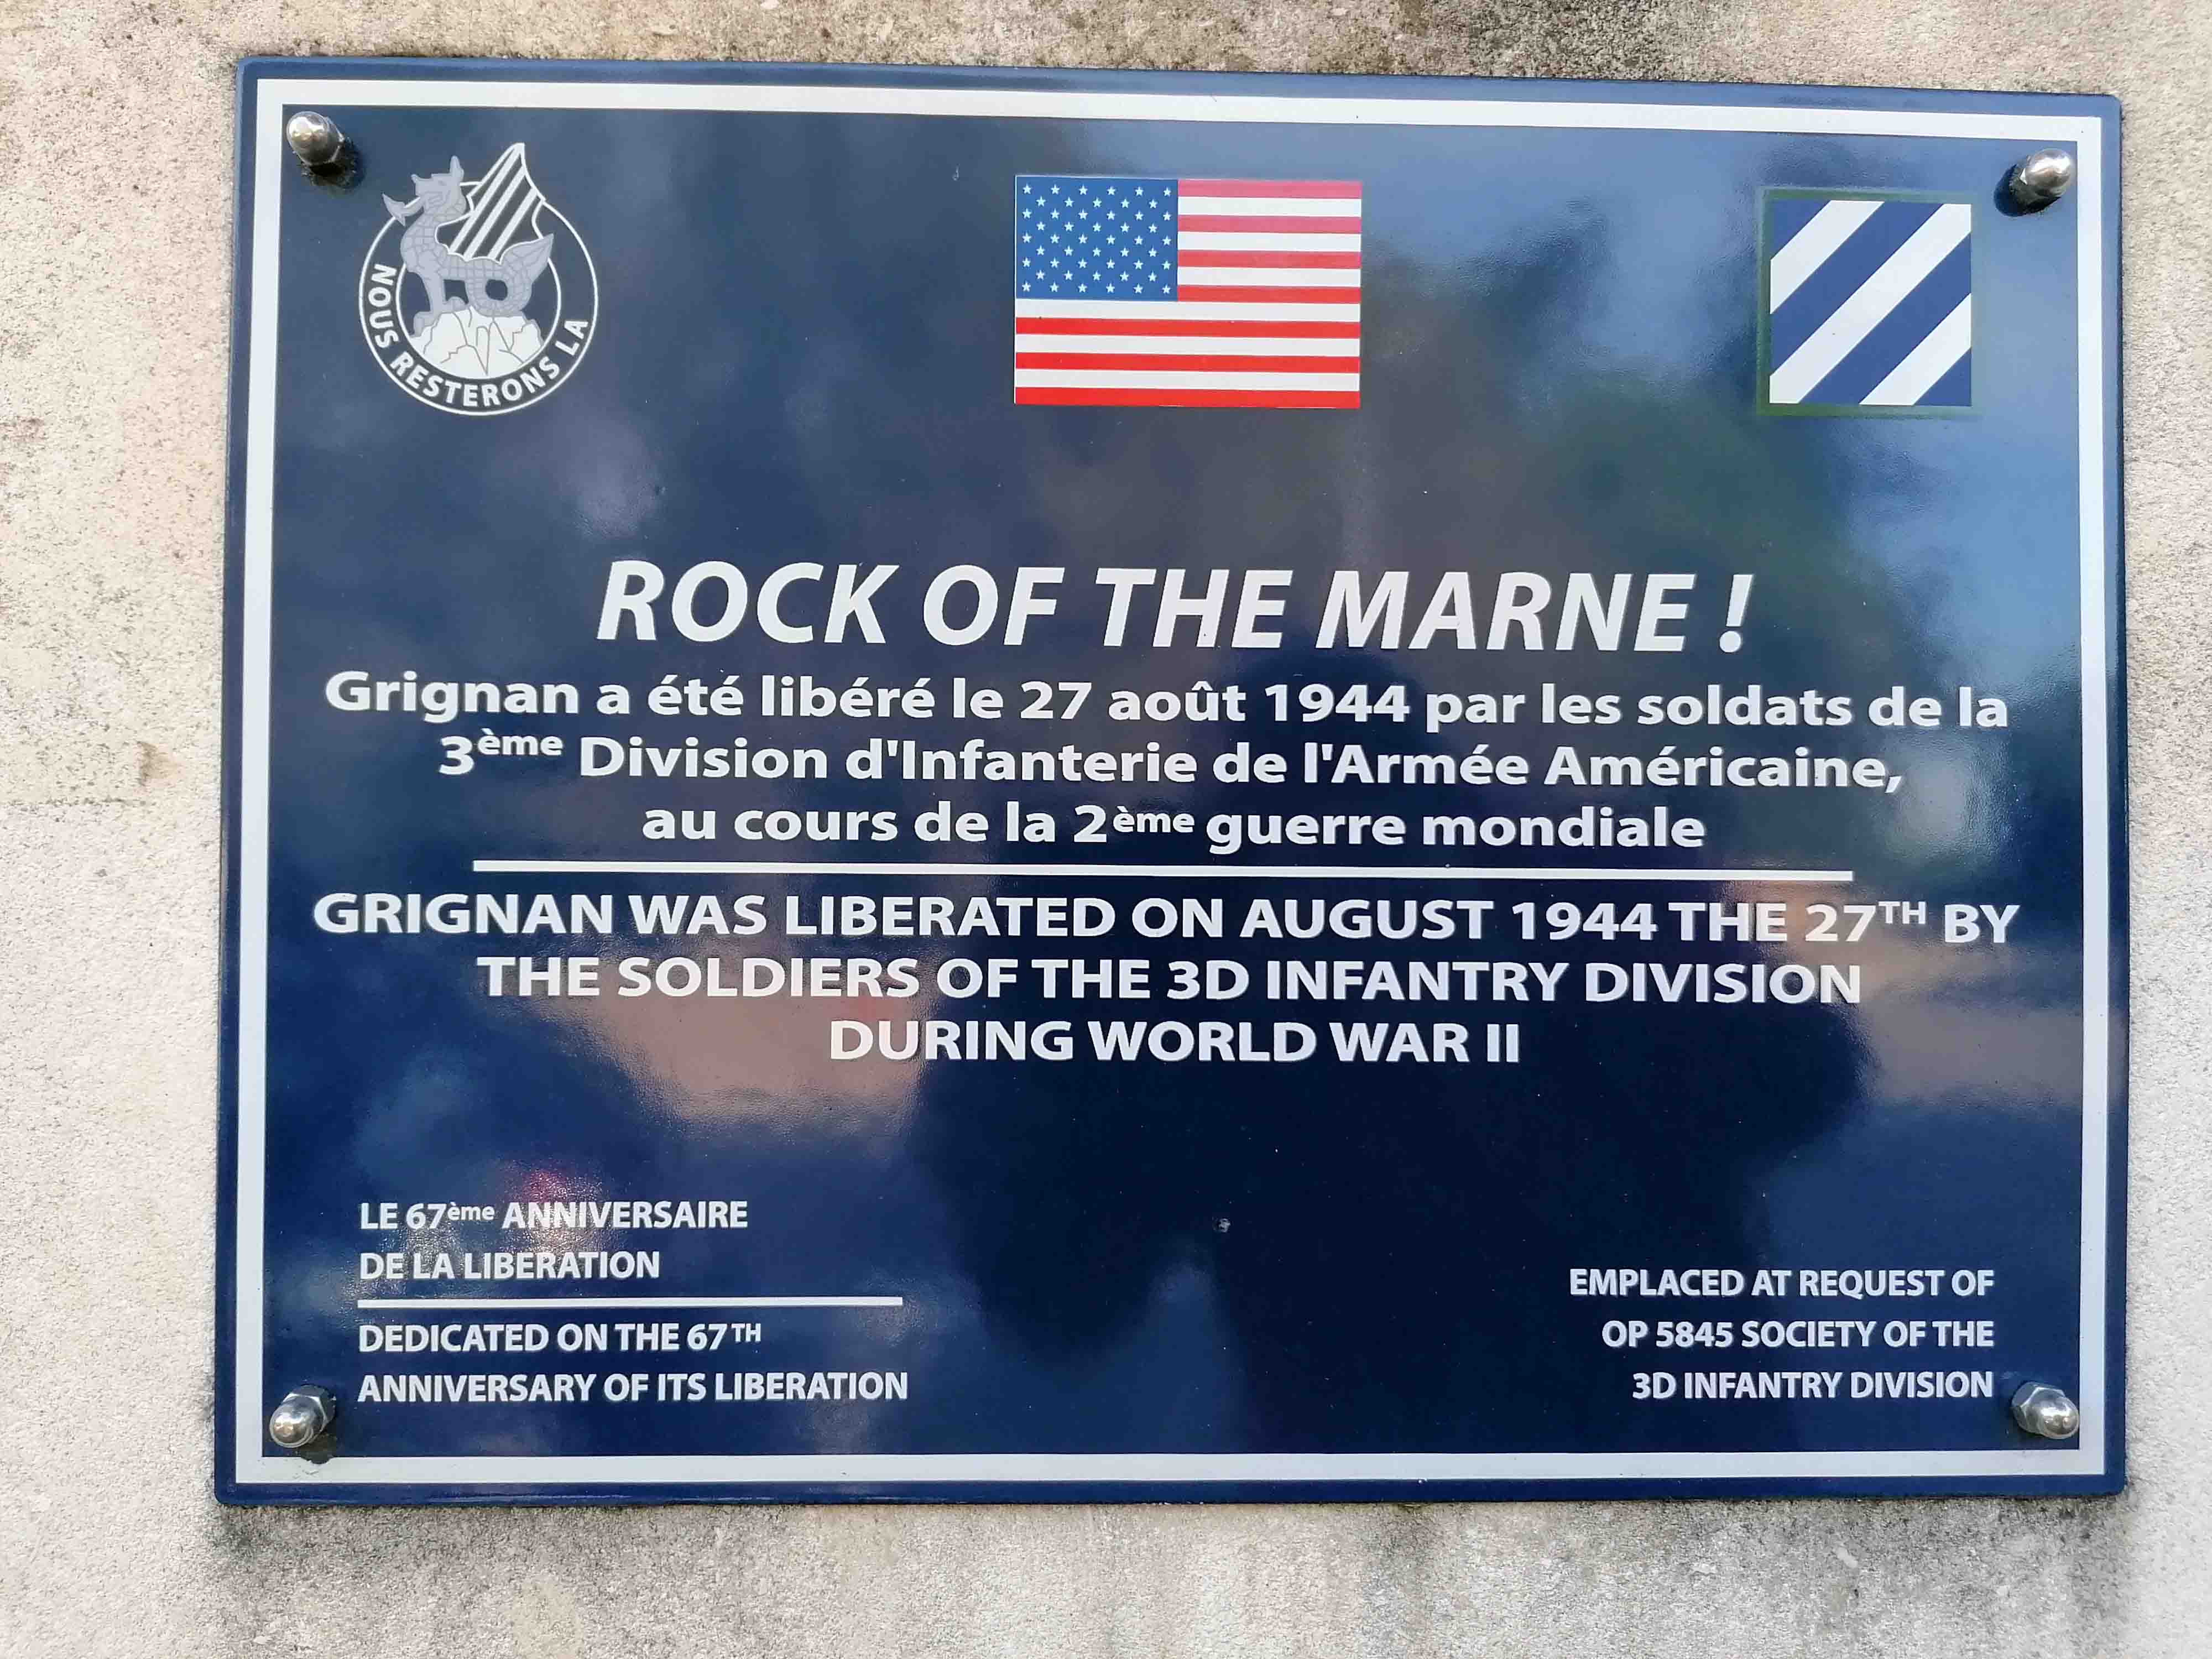 NOUS RESTERONS LA
ROCK OF THE MARNE !
Grignan a été libéré le 27 août 1944 par les soldats de la
3ème Division d'Infanterie de l'Armée Américaine,
au cours de la 2ème guerre mondiale
GRIGNAN WAS LIBERATED ON AUGUST 1944 THE 27TH BY
THE SOLDIERS OF THE 3D INFANTRY DIVISION
DURING WORLD WAR II
LE 67ème ANNIVERSAIRE
DE LA LIBERATION
DEDICATED ON THE 67TH
ANNIVERSARY OF ITS LIBERATION
EMPLACED AT REQUEST OF
OP 5845 SOCIETY OF THE
3D INFANTRY DIVISION